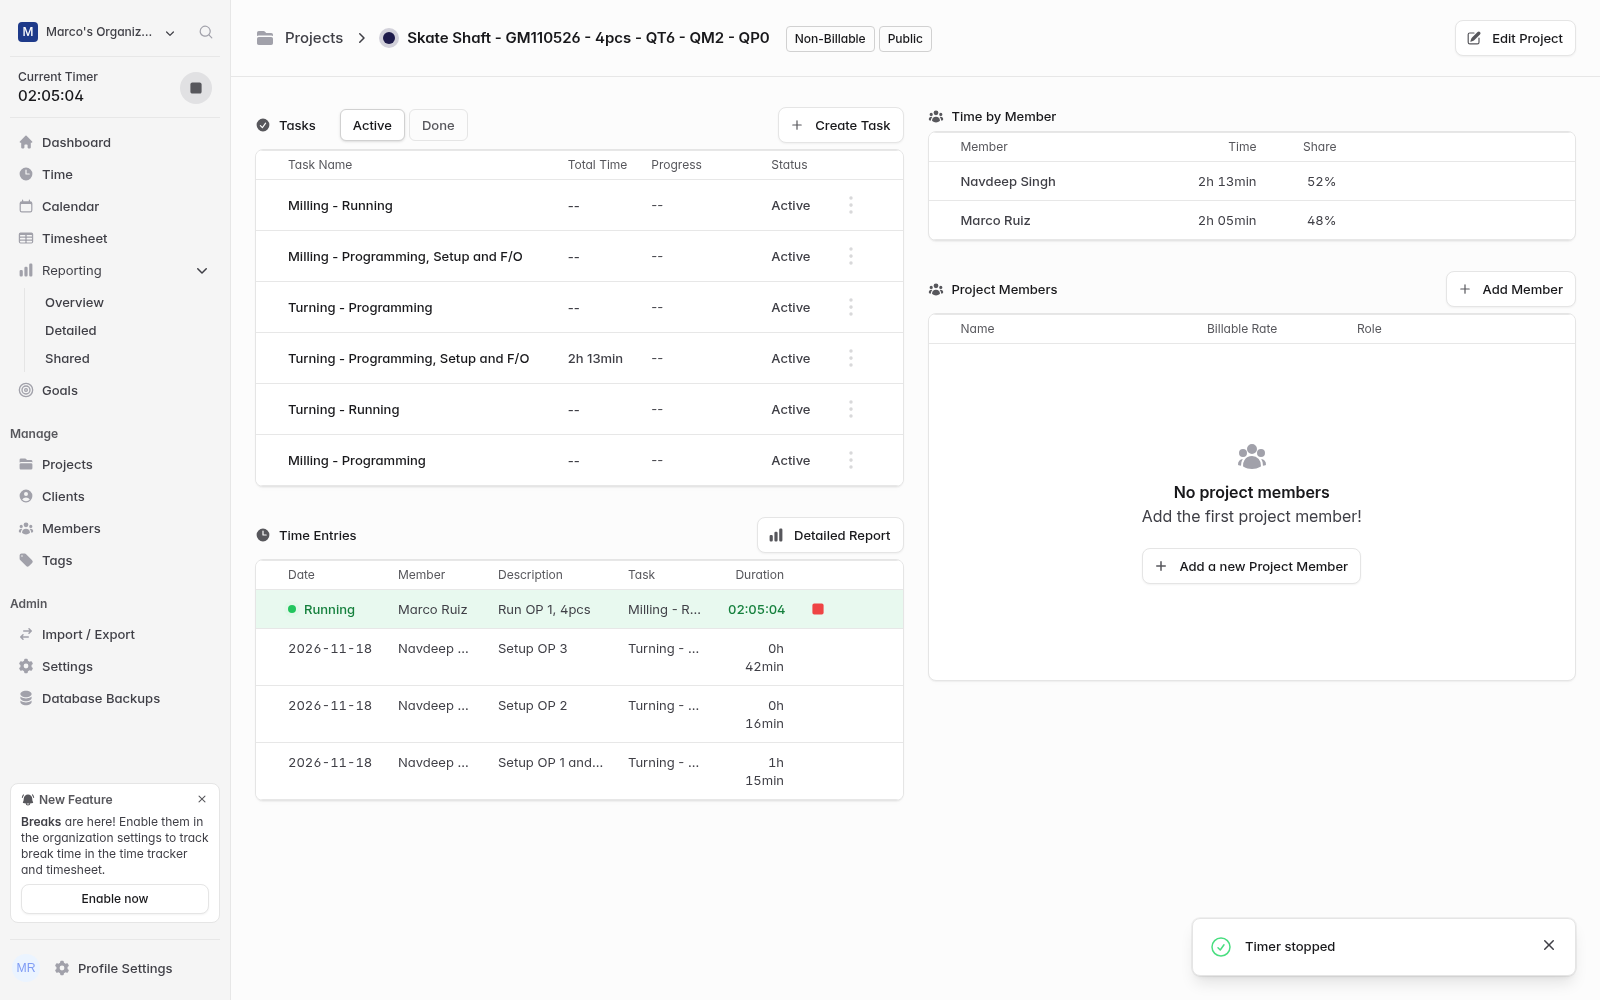 M Marco's Organiz...
Current Timer
02:05:04
Dashboard
Time
Calendar
Timesheet
Reporting
Overview
Detailed
Shared
Goals
Manage
Projects
Clients
Members
Tags
Admin
Import / Export
Settings
Database Backups
New Feature
Breaks are here! Enable them in
the organization settings to track
break time in the time tracker
and timesheet.
Enable now
MR Profile Settings
Projects Skate Shaft - GM110526 - 4pcs - QT6 - QM2 - QP0 Non-Billable Public Edit Project
Tasks Active Done Create Task
Task Name Total Time Progress Status
Milling - Running -- -- Active
Milling - Programming, Setup and F/O -- -- Active
Turning - Programming -- -- Active
Turning - Programming, Setup and F/O 2h 13min -- Active
Turning - Running -- -- Active
Milling - Programming -- -- Active
Time Entries Detailed Report
Date Member Description Task Duration
Running Marco Ruiz Run OP 1, 4pcs Milling - R... 02:05:04
2026-11-18 Navdeep ... Setup OP 3 Turning - ... 0h
42min
2026-11-18 Navdeep ... Setup OP 2 Turning - ... 0h
16min
2026-11-18 Navdeep ... Setup OP 1 and... Turning - ... 1h
15min
Time by Member
Member Time Share
Navdeep Singh 2h 13min 52%
Marco Ruiz 2h 05min 48%
Project Members Add Member
Name Billable Rate Role
No project members
Add the first project member!
Add a new Project Member
Timer stopped